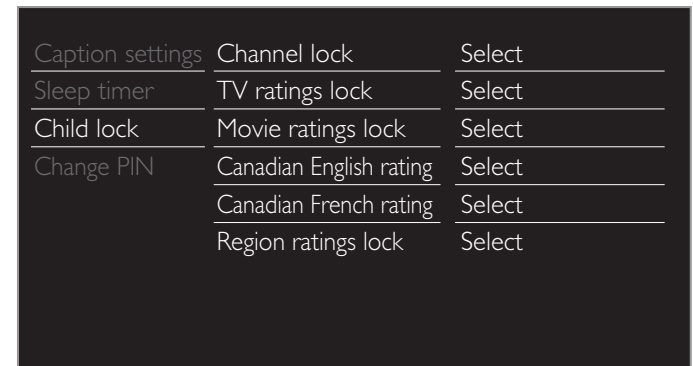 Caption settings Channel lock Select
Sleep timer TV ratings lock Select
Child lock Movie ratings lock Select
Change PIN Canadian English rating Select
Canadian French rating Select
Region ratings lock Select